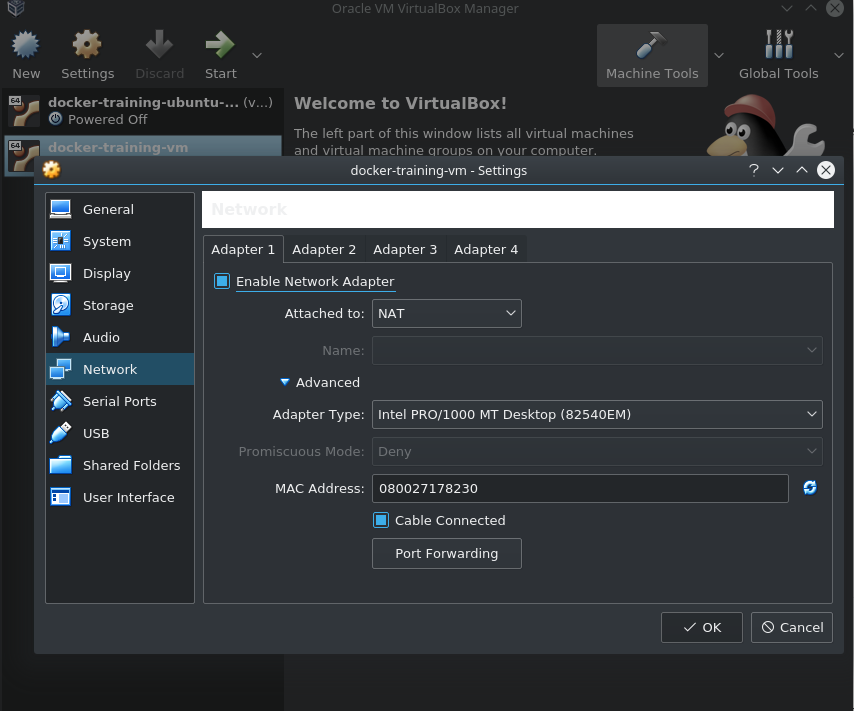 Oracle VM VirtualBox Manager
New Settings Discard Start Machine Tools Global Tools
64 docker-training-ubuntu-... (v...)
Powered Off
64 docker-training-vm
Welcome to VirtualBox!
The left part of this window lists all virtual machines
and virtual machine groups on your computer.
docker-training-vm - Settings
?
General
System
Display
Storage
Audio
Network
Serial Ports
USB
Shared Folders
User Interface
Network
Adapter 1 Adapter 2 Adapter 3 Adapter 4
Enable Network Adapter
Attached to: NAT
Name:
Advanced
Adapter Type: Intel PRO/1000 MT Desktop (82540EM)
Promiscuous Mode: Deny
MAC Address: 080027178230
Cable Connected
Port Forwarding
OK Cancel